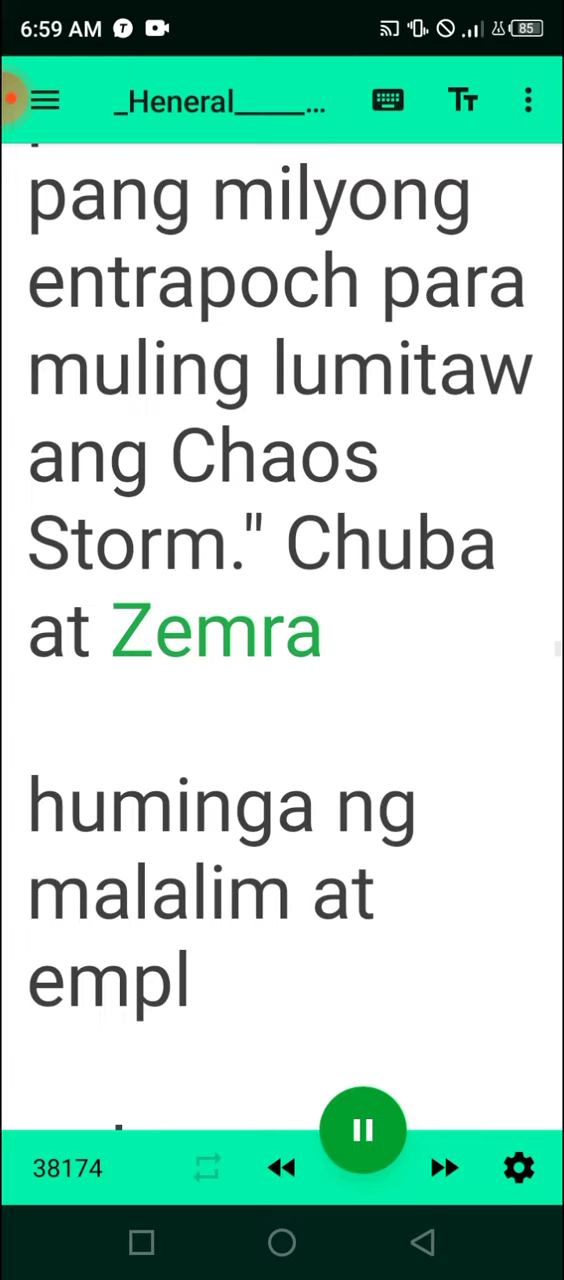 6:59 AM
85
_Heneral_____...
Tт
pang milyong
entrapoch para
muling lumitaw
ang Chaos
Storm." Chuba
at Zemra
huminga ng
malalim at
empl
38174